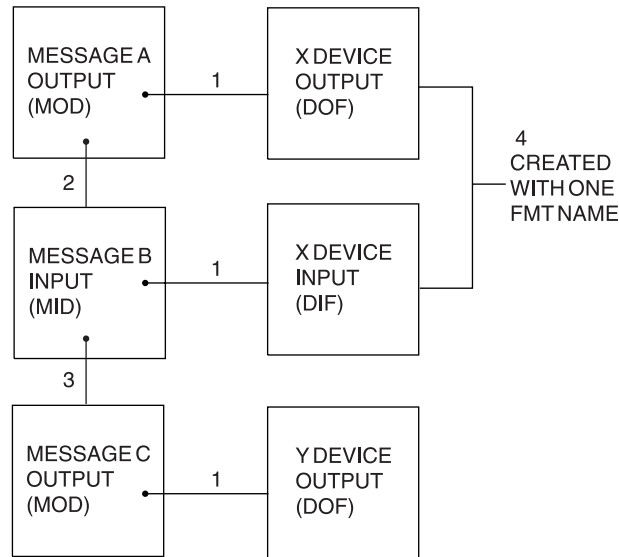 MESSAGE A
OUTPUT
(MOD)
1
X DEVICE
OUTPUT
(DOF)
2
4
CREATED
WITH ONE
FMT NAME
MESSAGE B
INPUT
(MID)
1
X DEVICE
INPUT
(DIF)
3
MESSAGE C
OUTPUT
(MOD)
1
Y DEVICE
OUTPUT
(DOF)